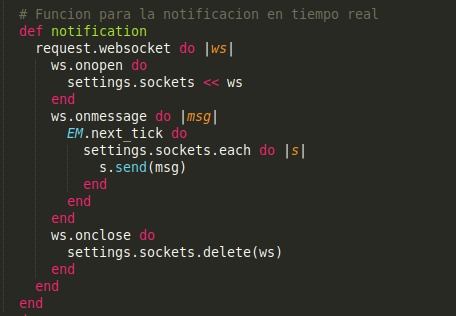 # Funcion para la notificacion en tiempo real
def notification
  request.websocket do |ws|
    ws.onopen do
      settings.sockets << ws
    end
    ws.onmessage do |msg|
      EM.next_tick do
        settings.sockets.each do |s|
          s.send(msg)
        end
      end
    end
    ws.onclose do
      settings.sockets.delete(ws)
    end
  end
end